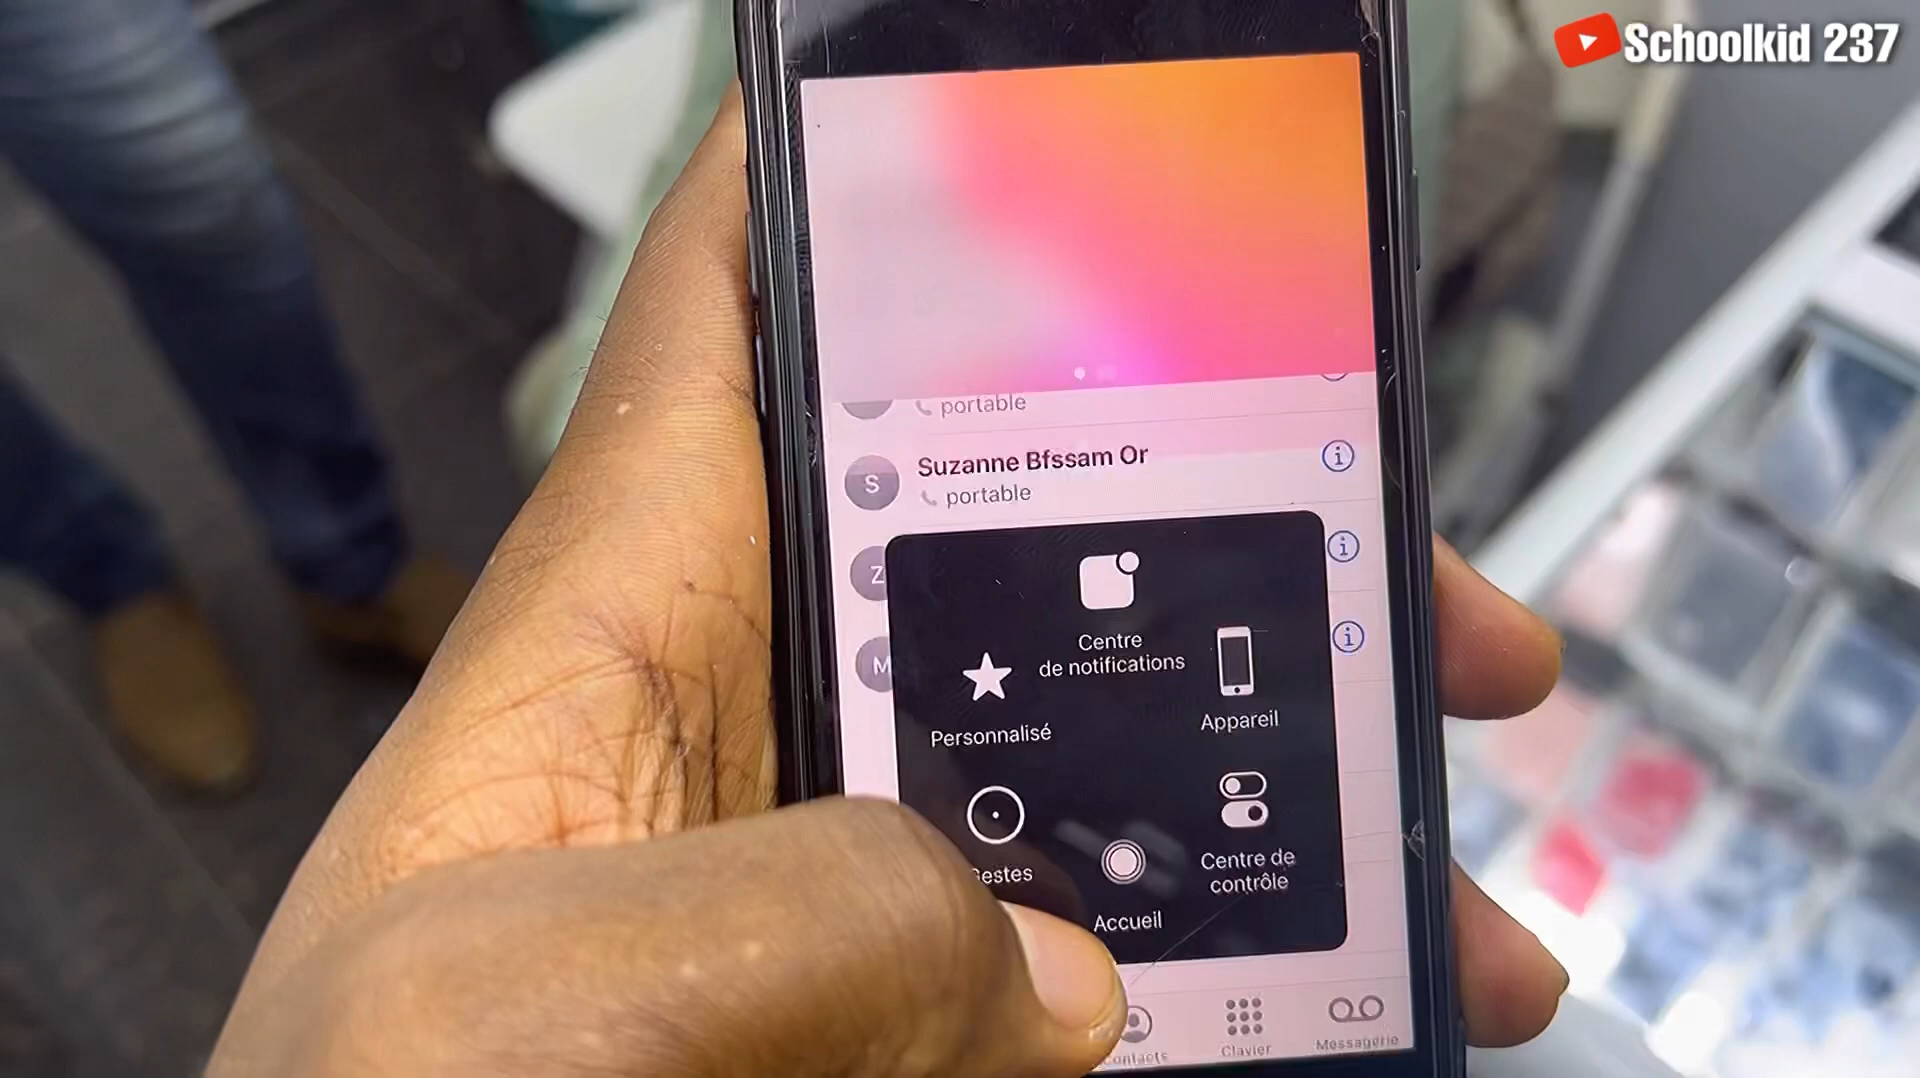 Schoolkid 237
portable
Suzanne Bfssam Or
S
portable
Z
M
Centre
de notifications
Personnalisé
Appareil
estes
Centre de
contrôle
Accueil
ontacts
Clavier
Messagerie